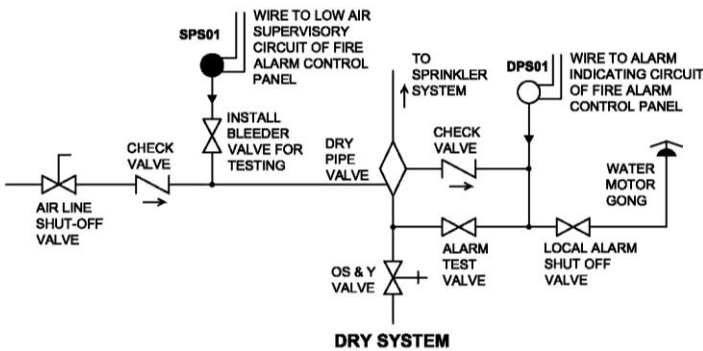 SPS01
WIRE TO LOW AIR
SUPERVISORY
CIRCUIT OF FIRE
ALARM CONTROL
PANEL
TO
SPRINKLER
SYSTEM
DPS01
WIRE TO ALARM
INDICATING CIRCUIT
OF FIRE ALARM
CONTROL PANEL
INSTALL
BLEEDER
VALVE FOR
TESTING
CHECK
VALVE
DRY
PIPE
VALVE
CHECK
VALVE
WATER
MOTOR
GONG
AIR LINE
SHUT-OFF
VALVE
OS & Y
VALVE
ALARM
TEST
VALVE
LOCAL ALARM
SHUT OFF
VALVE
DRY SYSTEM